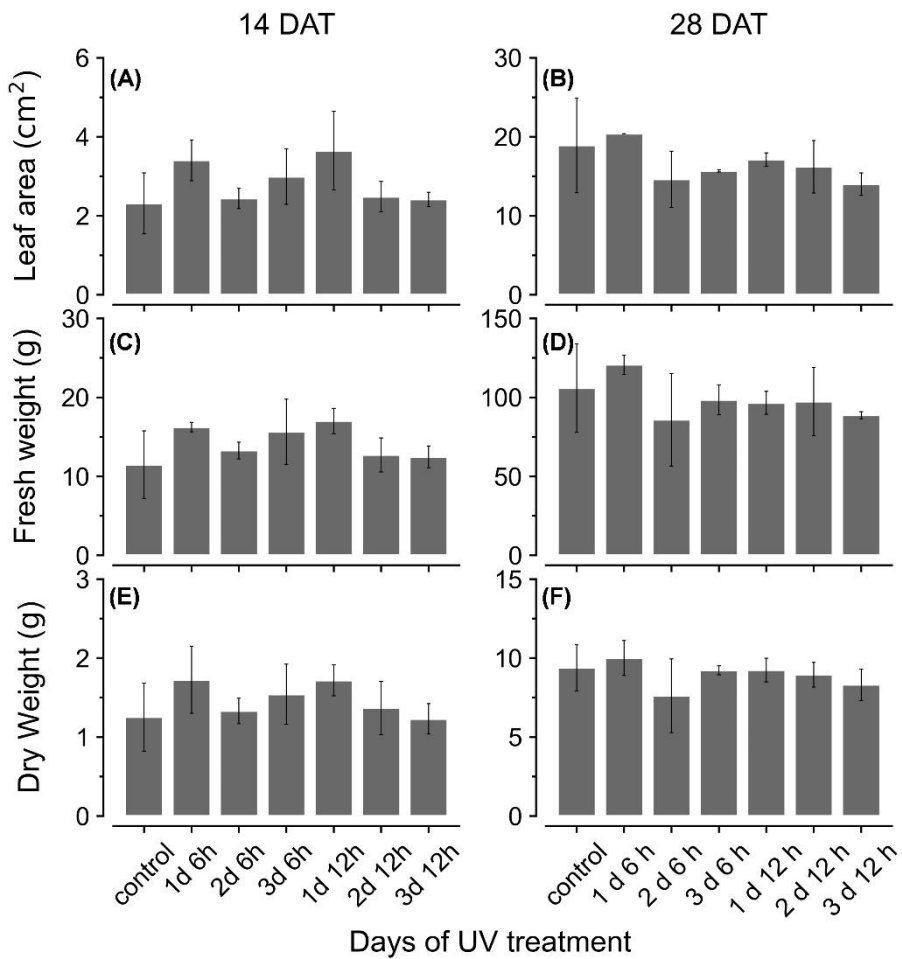 14 DAT 28 DAT
Leaf area (cm²)
(A)
6
4
2
0
(B)
30
20
10
0
Fresh weight (g)
(C)
30
20
10
0
(D)
150
100
50
0
Dry Weight (g)
(E)
3
2
1
0
(F)
15
10
5
0
control 1d 6h 2d 6h 3d 6h 1d 12h 2d 12h 3d 12h
control 1 d 6 h 2 d 6 h 3 d 6 h 1 d 12 h 2 d 12 h 3 d 12 h
Days of UV treatment